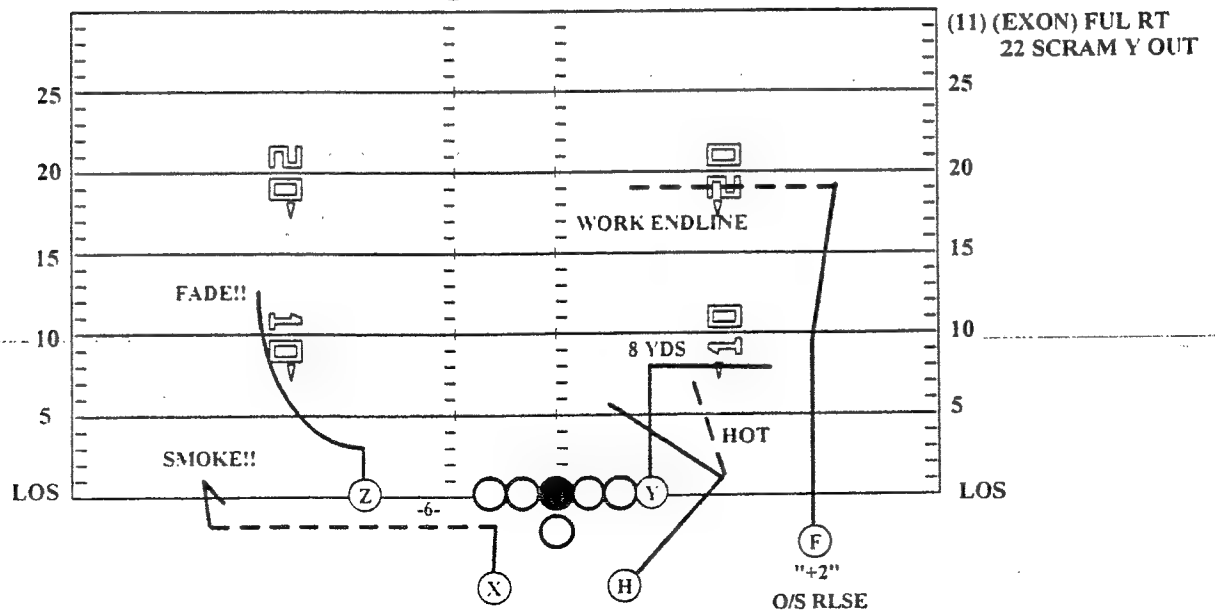 (11) (EXON) FUL RT
22 SCRAM Y OUT
25
25
20
20
WORK ENDLINE
15
15
FADE!!
10
10
8 YDS
5
5
HOT
SMOKE!!
LOS
Z
-6-
Y
LOS
F
X
H
"+2"
O/S RLSE